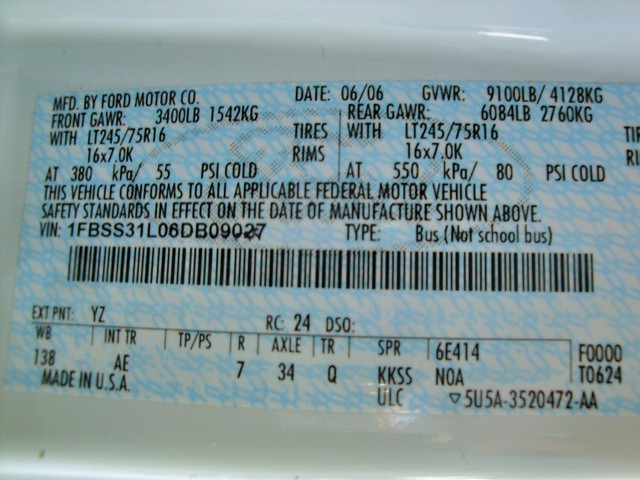 MFD. BY FORD MOTOR CO. DATE: 06/06 GVWR: 9100LB/ 4128KG
FRONT GAWR: 3400LB 1542KG REAR GAWR: 6084LB 2760KG
WITH LT245/75R16 TIRES WITH LT245/75R16 TIRES
16x7.0K RIMS 16x7.0K RI
AT 380 kPa/ 55 PSI COLD AT 550 kPa/ 80 PSI COLD
THIS VEHICLE CONFORMS TO ALL APPLICABLE FEDERAL MOTOR VEHICLE
SAFETY STANDARDS IN EFFECT ON THE DATE OF MANUFACTURE SHOWN ABOVE.
VIN: 1FBSS31L06DB09027 TYPE: Bus (Not school bus)
EXT PNT: YZ RC: 24 DSO:
WB INT TR TP/PS R AXLE TR SPR 6E414 F0000
138 AE 7 34 Q KKSS NOA T0624
MADE IN U.S.A. ULC ▽5U5A-3520472-AA